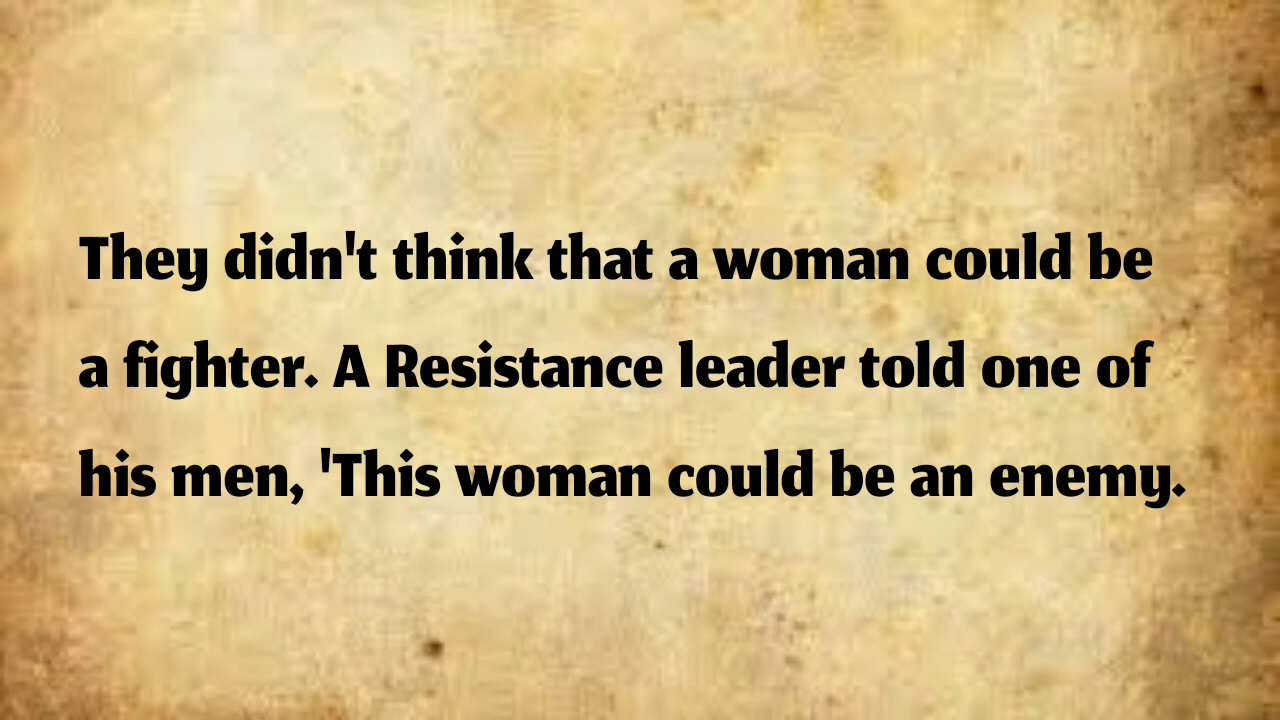 They didn't think that a woman could be
a fighter. A Resistance leader told one of
his men, 'This woman could be an enemy.